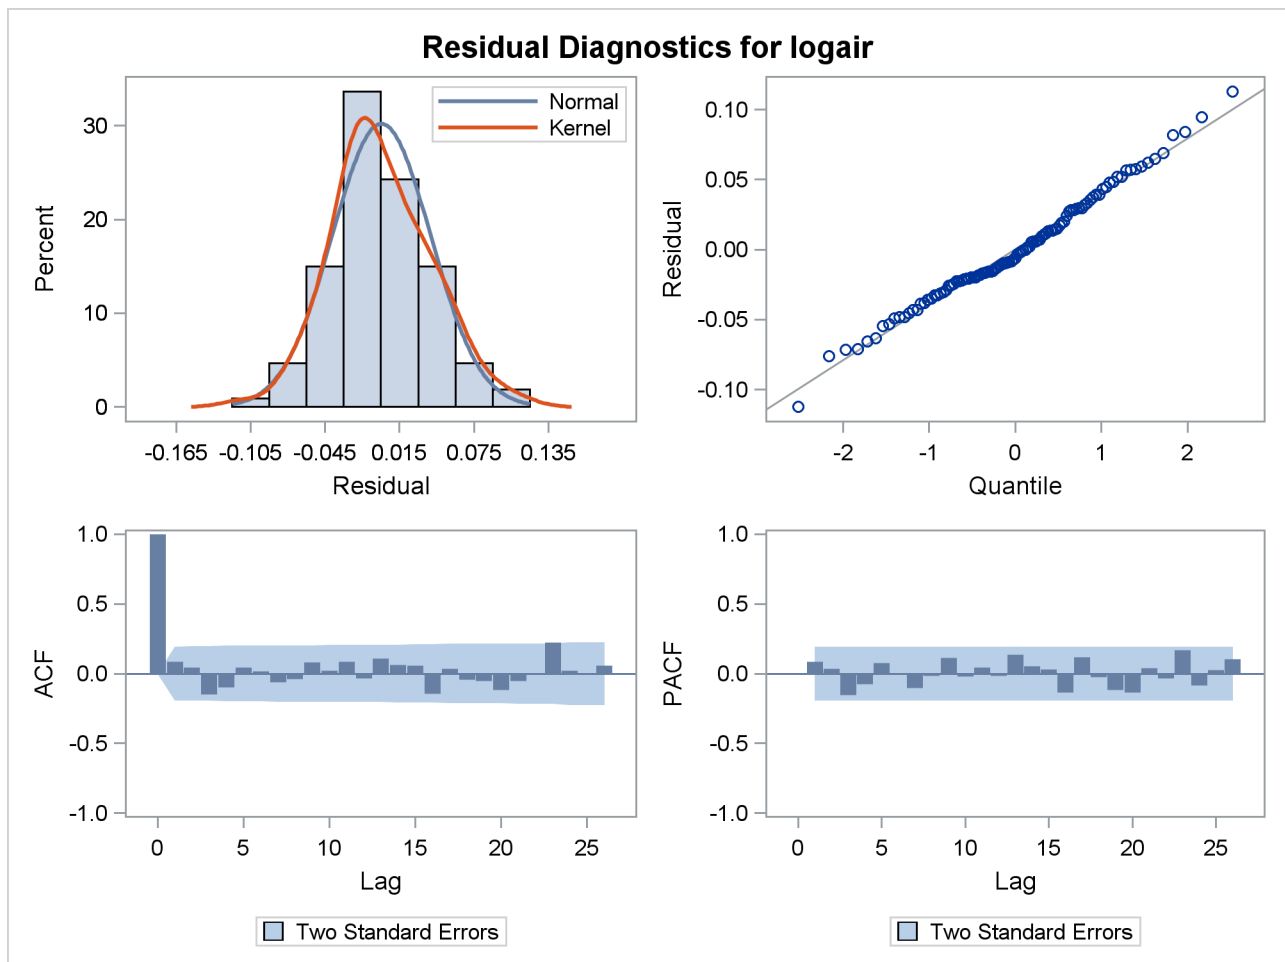 Residual Diagnostics for logair
Normal
Kernel
Percent
30
20
10
0
-0.165 -0.105 -0.045 0.015 0.075 0.135
Residual
Residual
0.10
0.05
0.00
-0.05
-0.10
-2 -1 0 1 2
Quantile
ACF
1.0
0.5
0.0
-0.5
-1.0
0 5 10 15 20 25
Lag
Two Standard Errors
PACF
1.0
0.5
0.0
-0.5
-1.0
0 5 10 15 20 25
Lag
Two Standard Errors